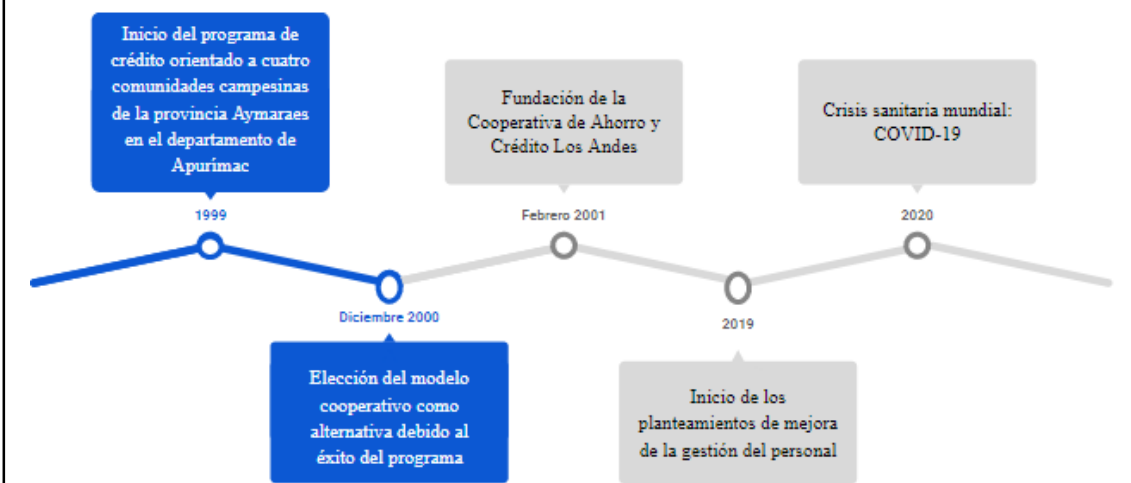 Inicio del programa de
crédito orientado a cuatro
comunidades campesinas
de la provincia Aymaraes
en el departamento de
Apurímac
1999
Diciembre 2000
Elección del modelo
cooperativo como
alternativa debido al
éxito del programa
Fundación de la
Cooperativa de Ahorro y
Crédito Los Andes
Febrero 2001
2019
Inicio de los
planteamientos de mejora
de la gestión del personal
Crisis sanitaria mundial:
COVID-19
2020